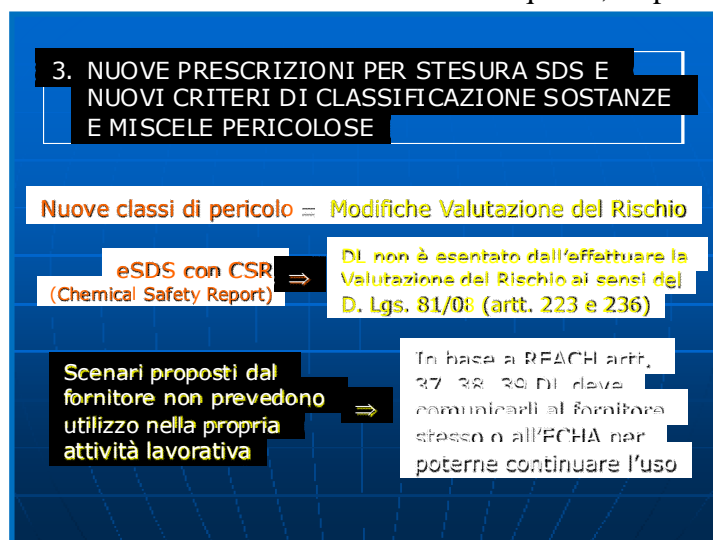 3. NUOVE PRESCRIZIONI PER STESURA SDS E
NUOVI CRITERI DI CLASSIFICAZIONE SOSTANZE
E MISCELE PERICOLOSE
Nuove classi di pericolo = Modifiche Valutazione del Rischio
eSDS con CSR
(Chemical Safety Report)
⇒
DL non è esentato dall'effettuare la
Valutazione del Rischio ai sensi del
D. Lgs. 81/08 (artt. 223 e 236)
Scenari proposti dal
fornitore non prevedono
utilizzo nella propria
attività lavorativa
⇒
In base a REACH artt.
37, 38, 39 DL deve
comunicarli al fornitore
stesso o all'ECHA per
poterne continuare l'uso